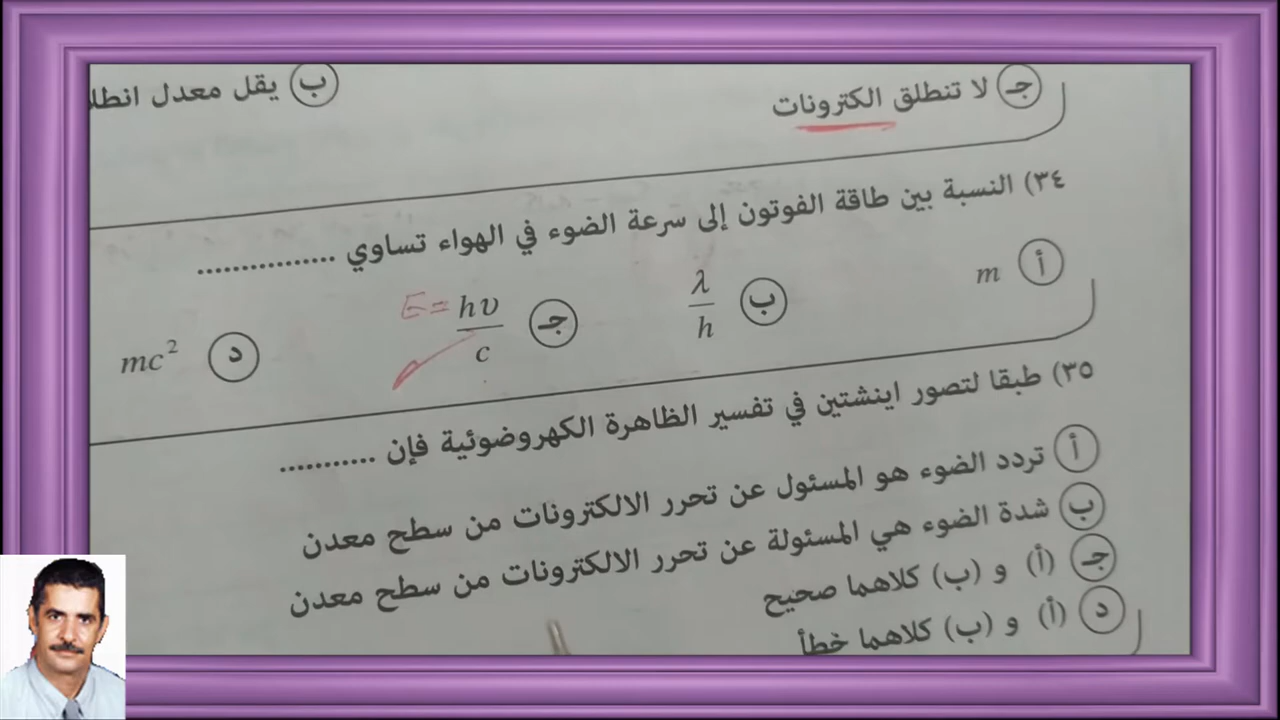 جـ لا تنطلق الكترونات
ب يقل معدل
٣٤) النسبة بين طاقة الفوتون إلى سرعة الضوء في الهواء تساوي ................
أ m
ب λ/h
جـ E = hυ/c
د mc²
٣٥) طبقا لتصور اينشتين في تفسير الظاهرة الكهروضوئية فإن ...........
أ تردد الضوء هو المسئول عن تحرر الالكترونات من سطح معدن
ب شدة الضوء هي المسئولة عن تحرر الالكترونات من سطح معدن
جـ (أ) و (ب) كلاهما صحيح
د (أ) و (ب) كلاهما خطأ